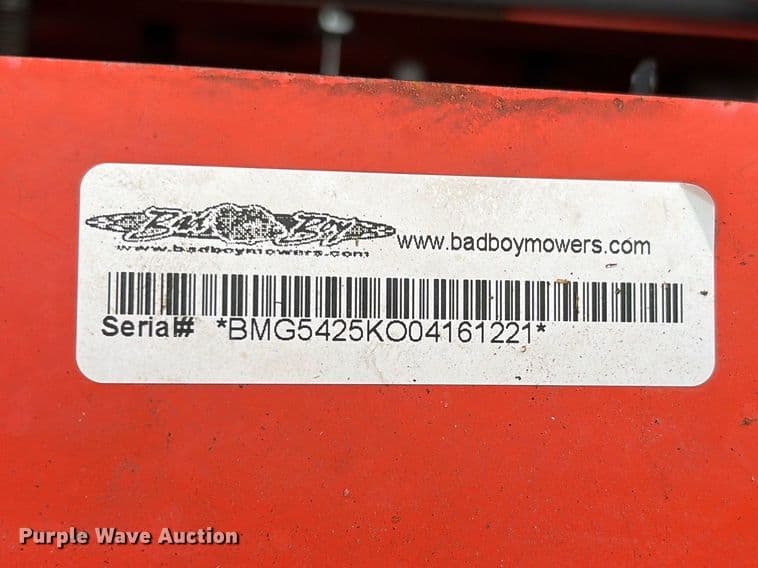 Bad Boy
www.badboymowers.com
www.badboymowers.com
Serial# *BMG5425KO04161221*
Purple Wave Auction®